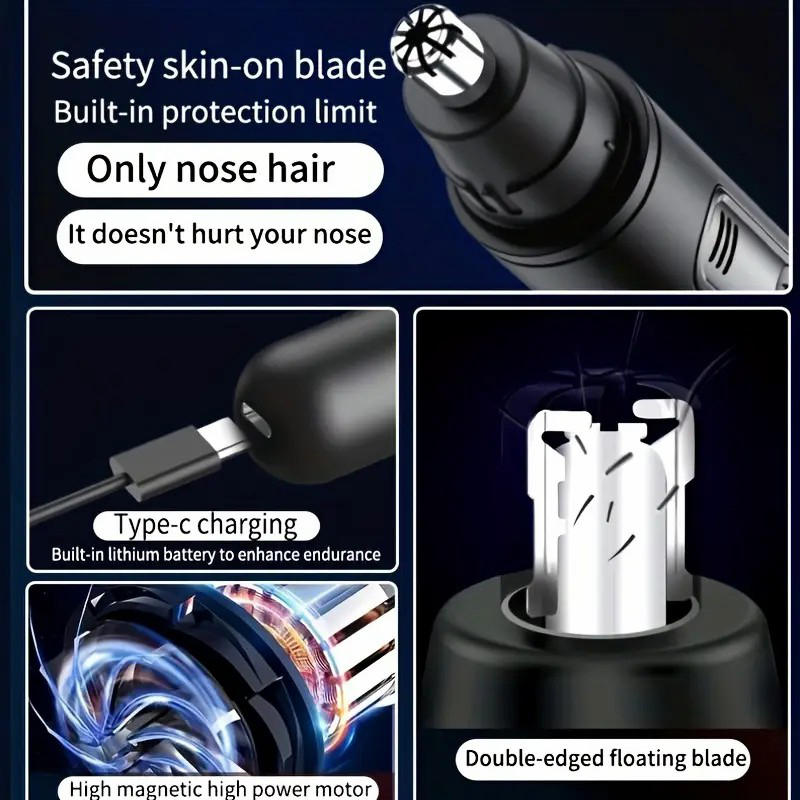 Safety skin-on blade
Built-in protection limit
Only nose hair
It doesn't hurt your nose
Type-c charging
Built-in lithium battery to enhance endurance
High magnetic high power motor
Double-edged floating blade